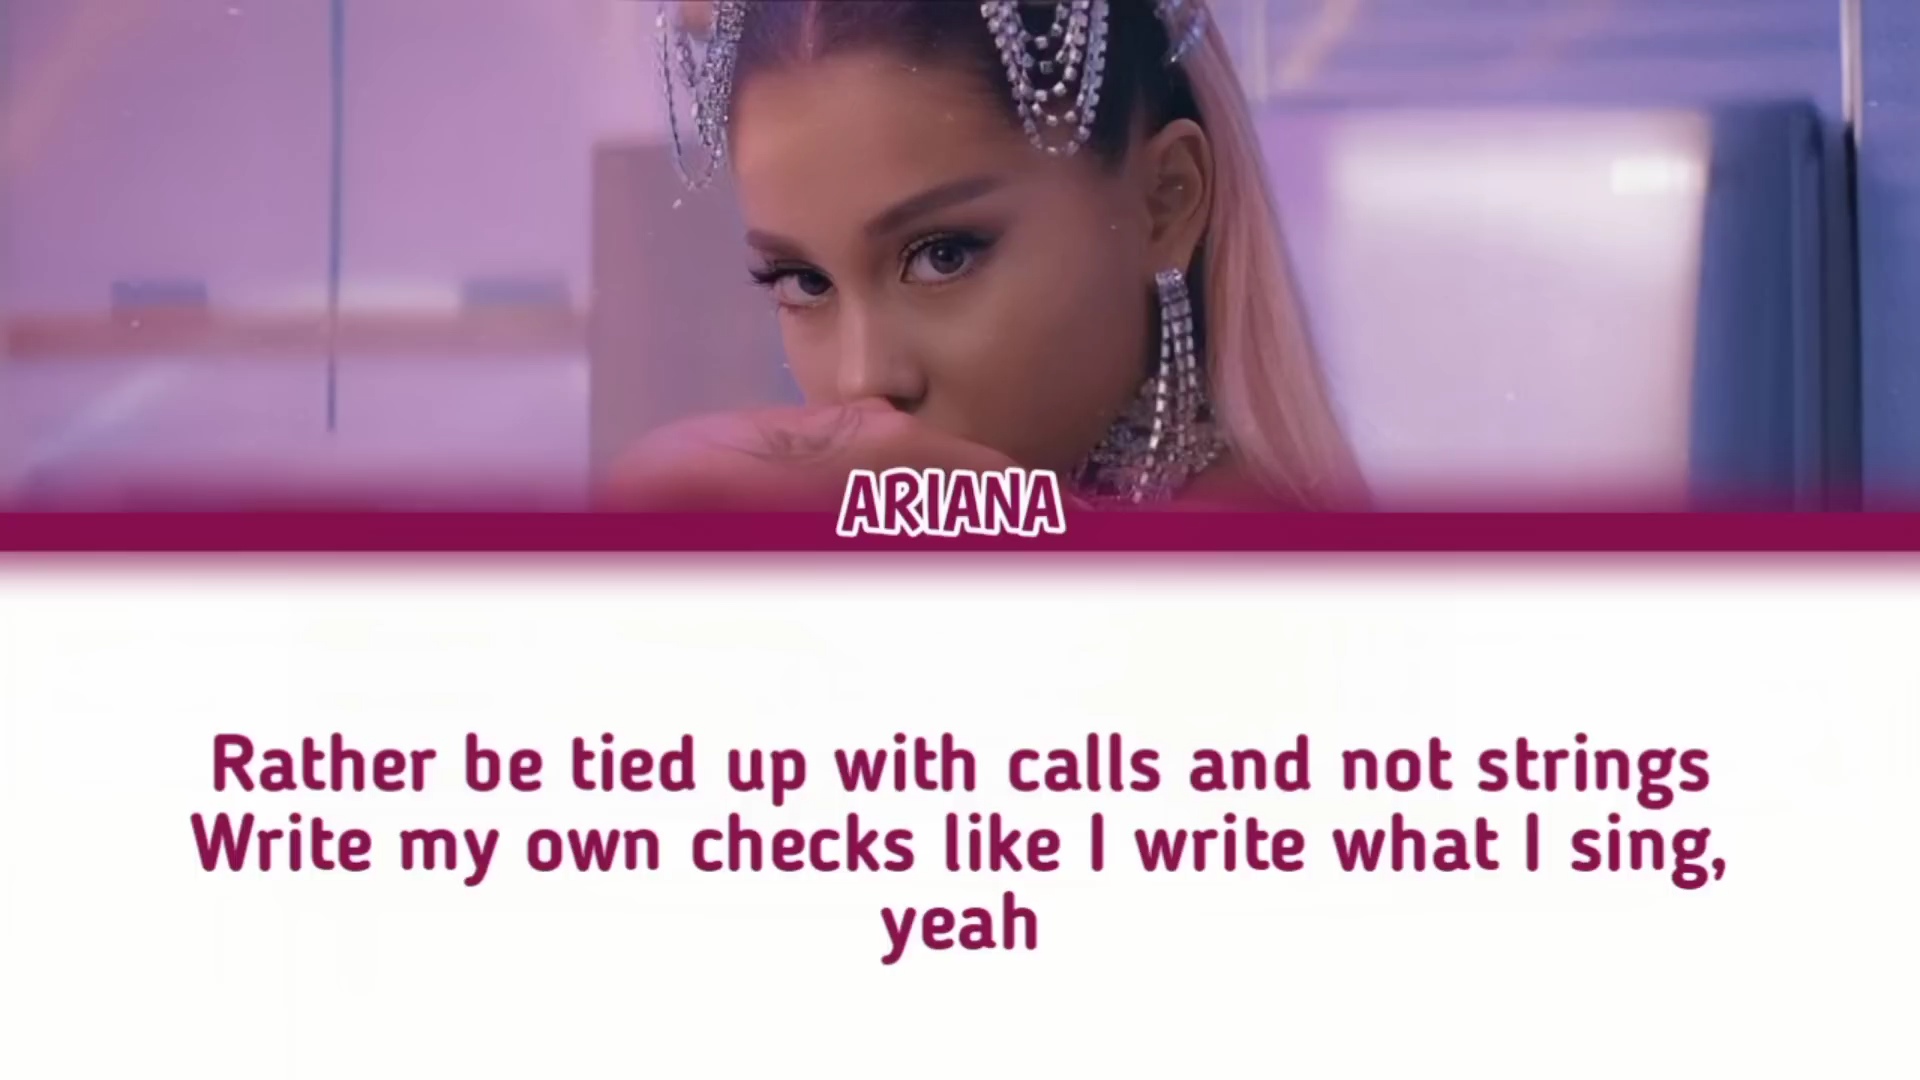 ARIANA
Rather be tied up with calls and not strings
Write my own checks like I write what I sing,
yeah